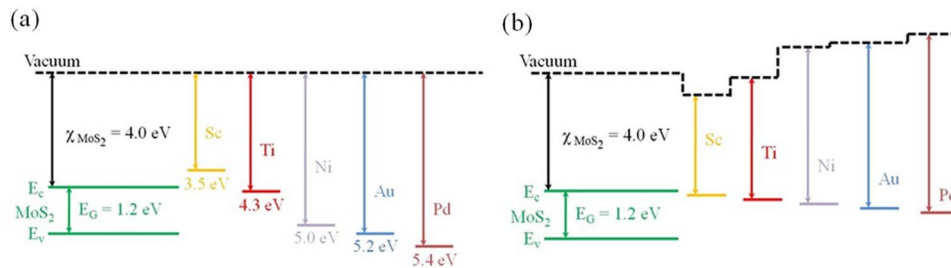 (a)
Vacuum
χ MoS₂ = 4.0 eV
Sc
3.5 eV
Ti
4.3 eV
Ni
5.0 eV
Au
5.2 eV
Pd
5.4 eV
Ec
MoS₂
EG = 1.2 eV
Ev
(b)
Vacuum
χ MoS₂ = 4.0 eV
Sc
Ti
Ni
Au
Ec
MoS₂
EG = 1.2 eV
Ev